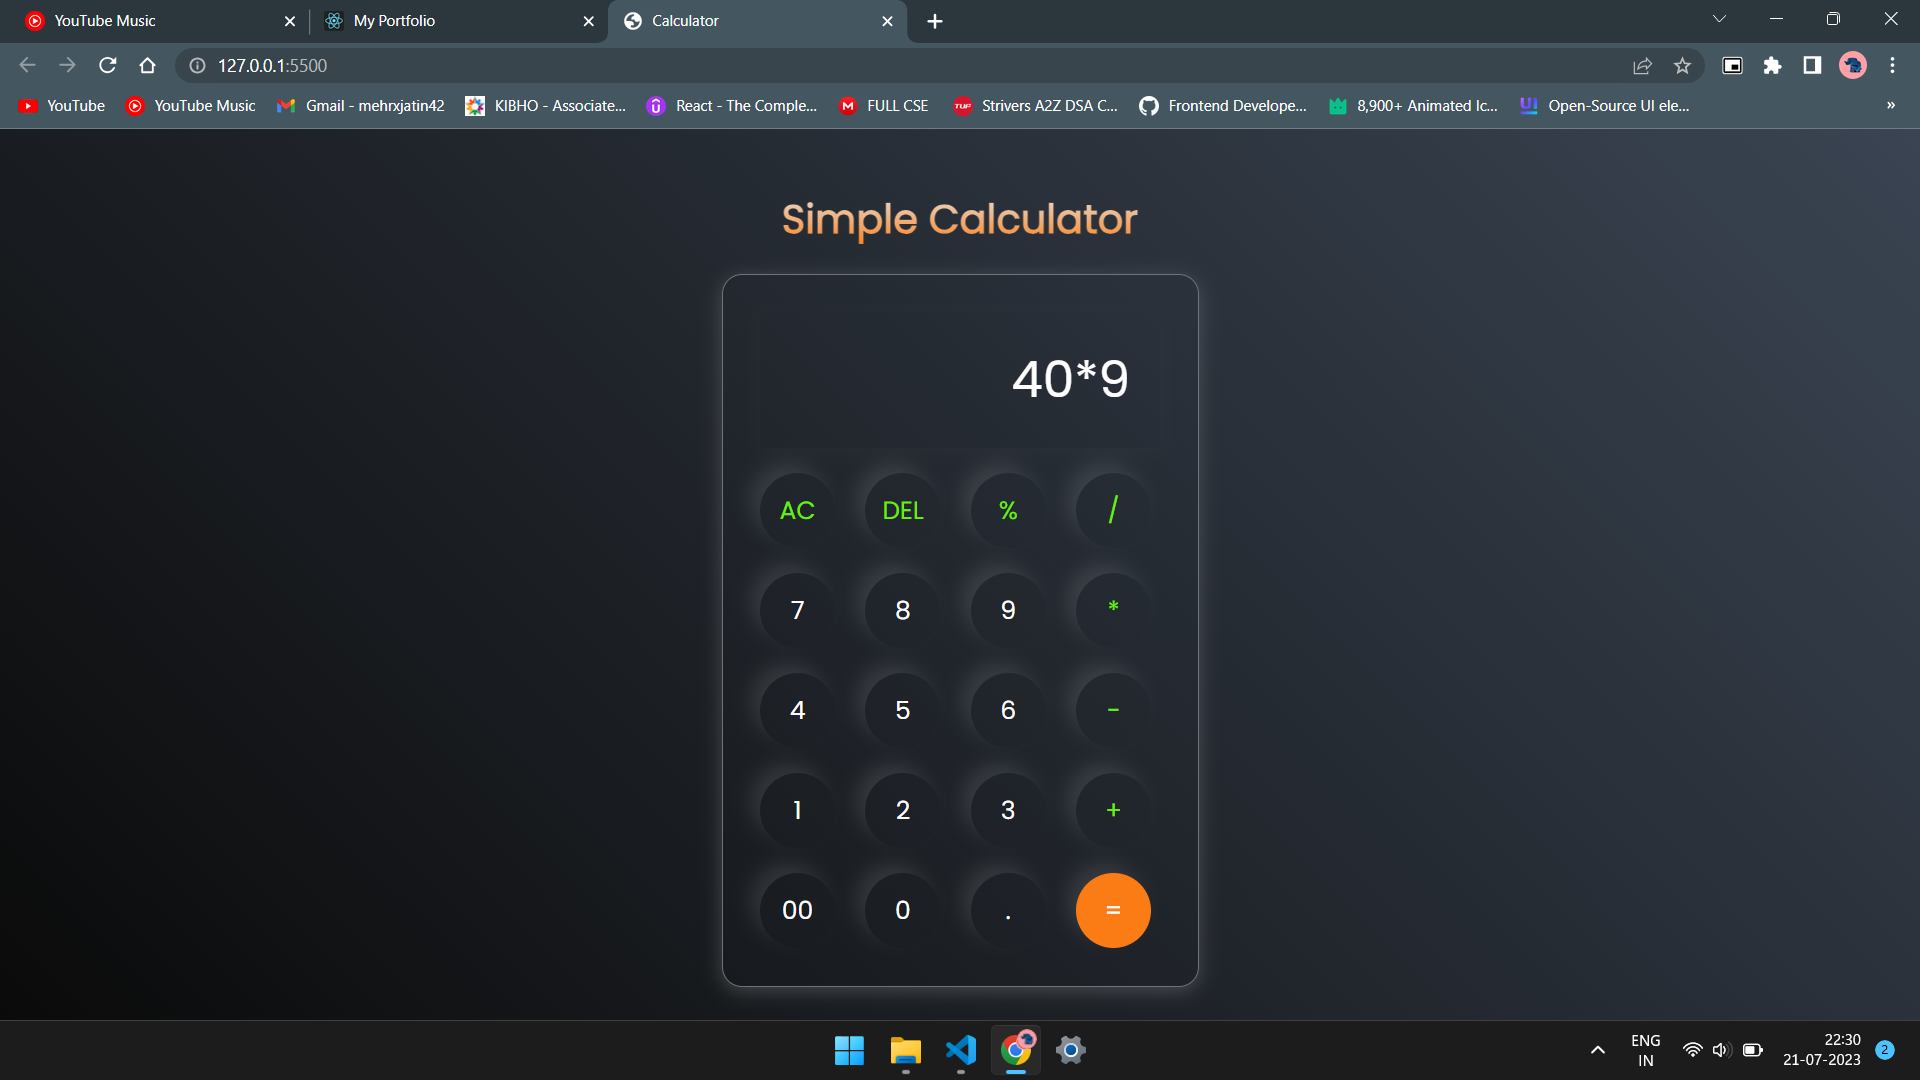 YouTube Music
My Portfolio
Calculator
127.0.0.1:5500
YouTube
YouTube Music
Gmail - mehrxjatin42
KIBHO - Associate...
React - The Comple...
FULL CSE
TUF
Strivers A2Z DSA C...
Frontend Develope...
8,900+ Animated Ic...
Open-Source UI ele...
»
Simple Calculator
40*9
AC DEL % /
7 8 9 *
4 5 6 -
1 2 3 +
00 0 . =
ENG
IN
22:30
21-07-2023
2